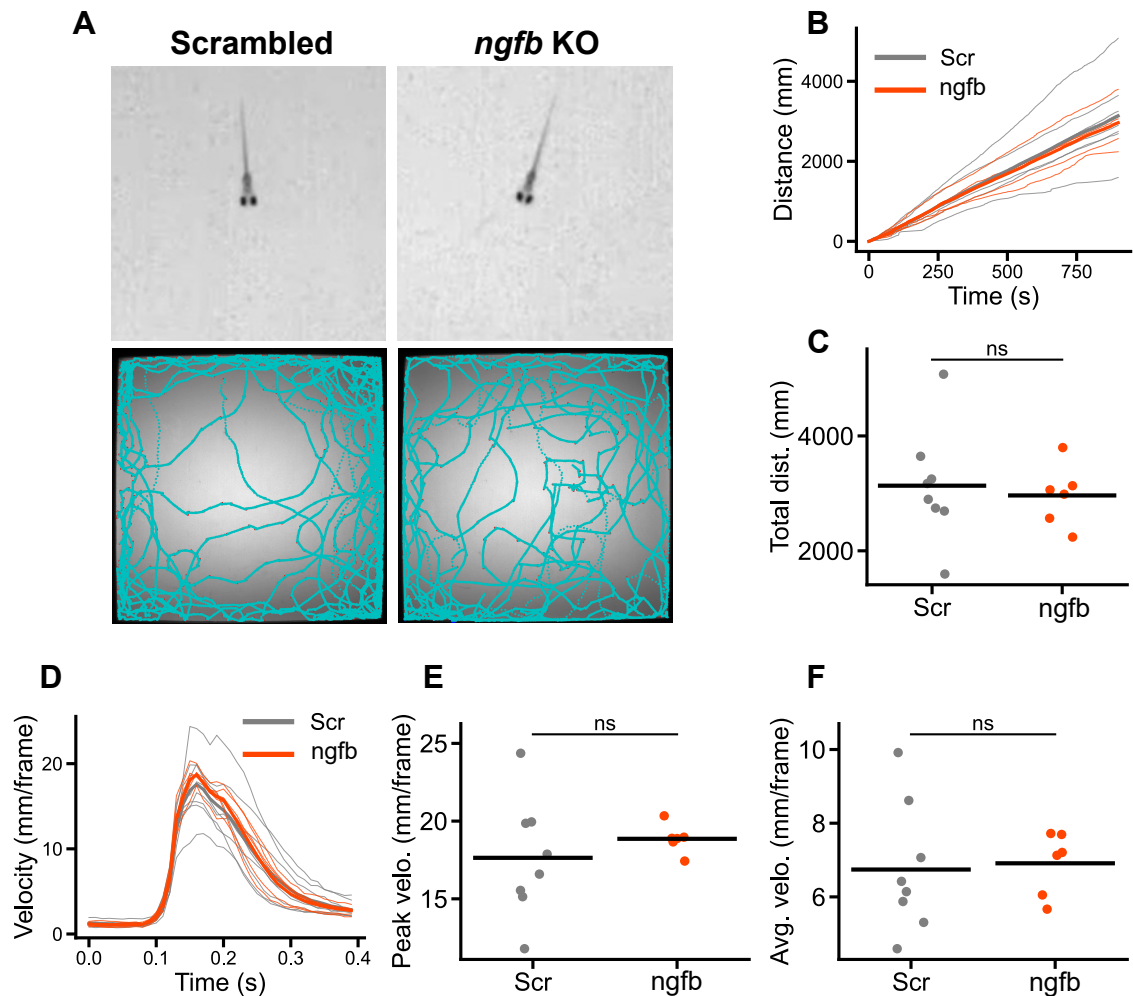 A
Scrambled
ngfb KO
B
Distance (mm)
4000
2000
0
Scr
ngfb
0
250
500
750
Time (s)
C
Total dist. (mm)
4000
2000
ns
Scr
ngfb
D
Velocity (mm/frame)
20
10
0
Scr
ngfb
0.0
0.1
0.2
0.3
0.4
Time (s)
E
Peak velo. (mm/frame)
25
20
15
ns
Scr
ngfb
F
Avg. velo. (mm/frame)
10
8
6
ns
Scr
ngfb